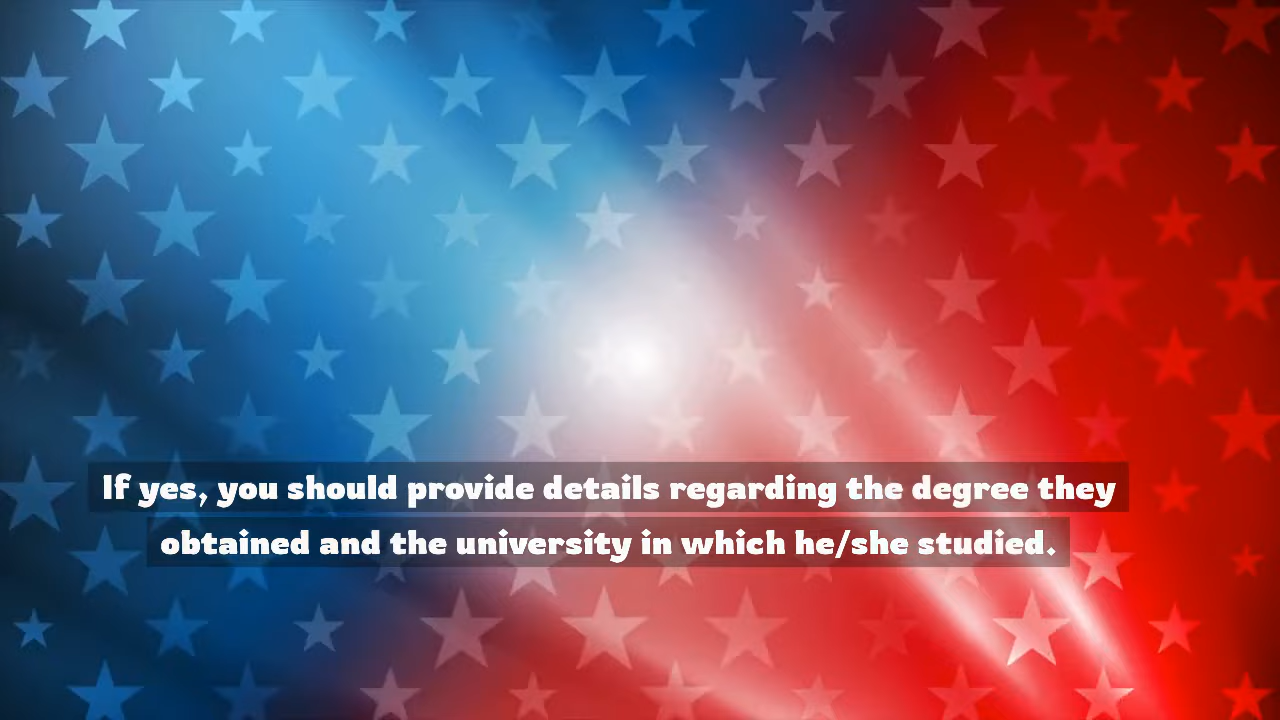 If yes, you should provide details regarding the degree they
obtained and the university in which he/she studied.